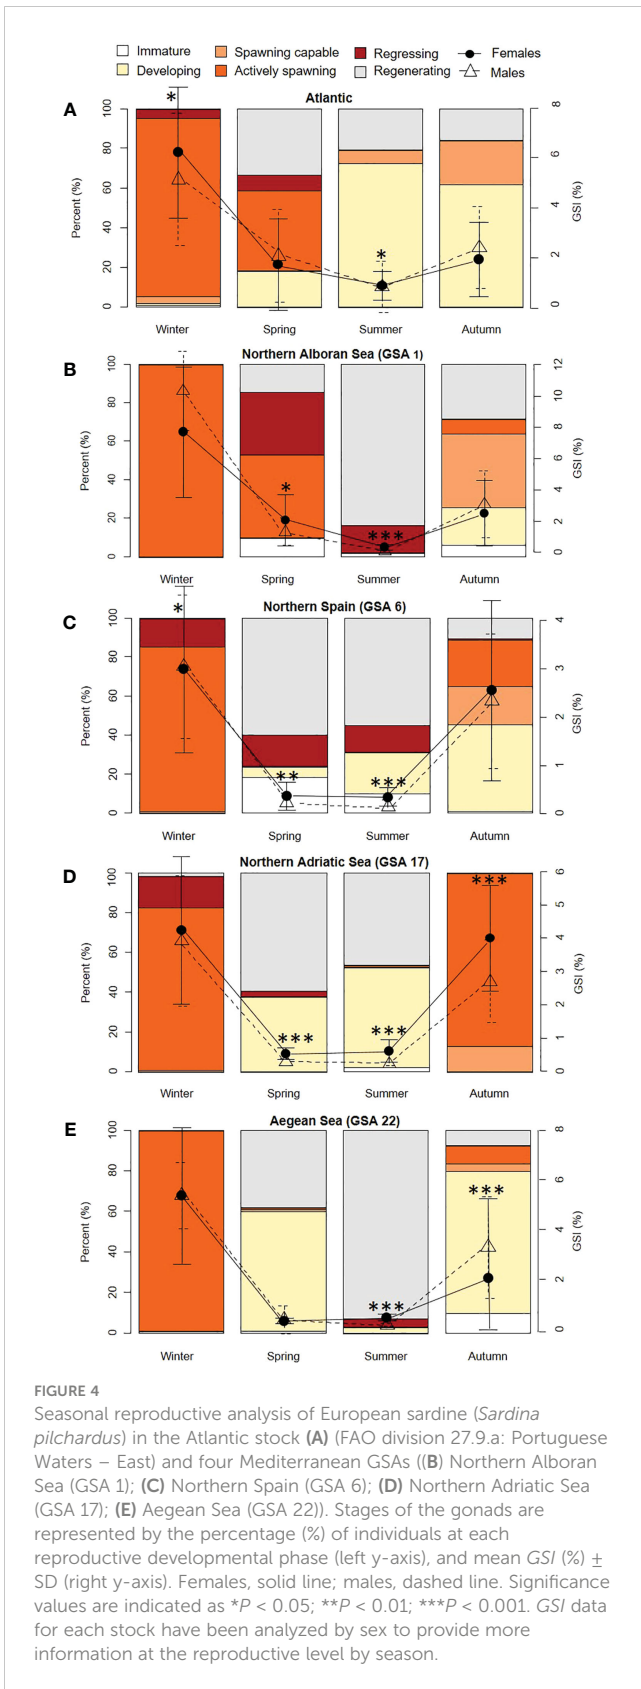 Immature Spawning capable Regressing Females
Developing Actively spawning Regenerating Males
A Atlantic
Percent (%)
0 20 40 60 80 100
*
*
GSI (%)
0 2 4 6 8
Winter Spring Summer Autumn
B Northern Alboran Sea (GSA 1)
Percent (%)
0 20 40 60 80 100
*
***
GSI (%)
0 2 4 6 8 10 12
Winter Spring Summer Autumn
C Northern Spain (GSA 6)
Percent (%)
0 20 40 60 80 100
*
**
***
GSI (%)
0 1 2 3 4
Winter Spring Summer Autumn
D Northern Adriatic Sea (GSA 17)
Percent (%)
0 20 40 60 80 100
***
***
***
GSI (%)
0 1 2 3 4 5 6
Winter Spring Summer Autumn
E Aegean Sea (GSA 22)
Percent (%)
0 20 40 60 80 100
***
***
GSI (%)
0 2 4 6 8
Winter Spring Summer Autumn
FIGURE 4
Seasonal reproductive analysis of European sardine (Sardina
pilchardus) in the Atlantic stock (A) (FAO division 27.9.a: Portuguese
Waters – East) and four Mediterranean GSAs ((B) Northern Alboran
Sea (GSA 1); (C) Northern Spain (GSA 6); (D) Northern Adriatic Sea
(GSA 17); (E) Aegean Sea (GSA 22)). Stages of the gonads are
represented by the percentage (%) of individuals at each
reproductive developmental phase (left y-axis), and mean GSI (%) ±
SD (right y-axis). Females, solid line; males, dashed line. Significance
values are indicated as *P < 0.05; **P < 0.01; ***P < 0.001. GSI data
for each stock have been analyzed by sex to provide more
information at the reproductive level by season.